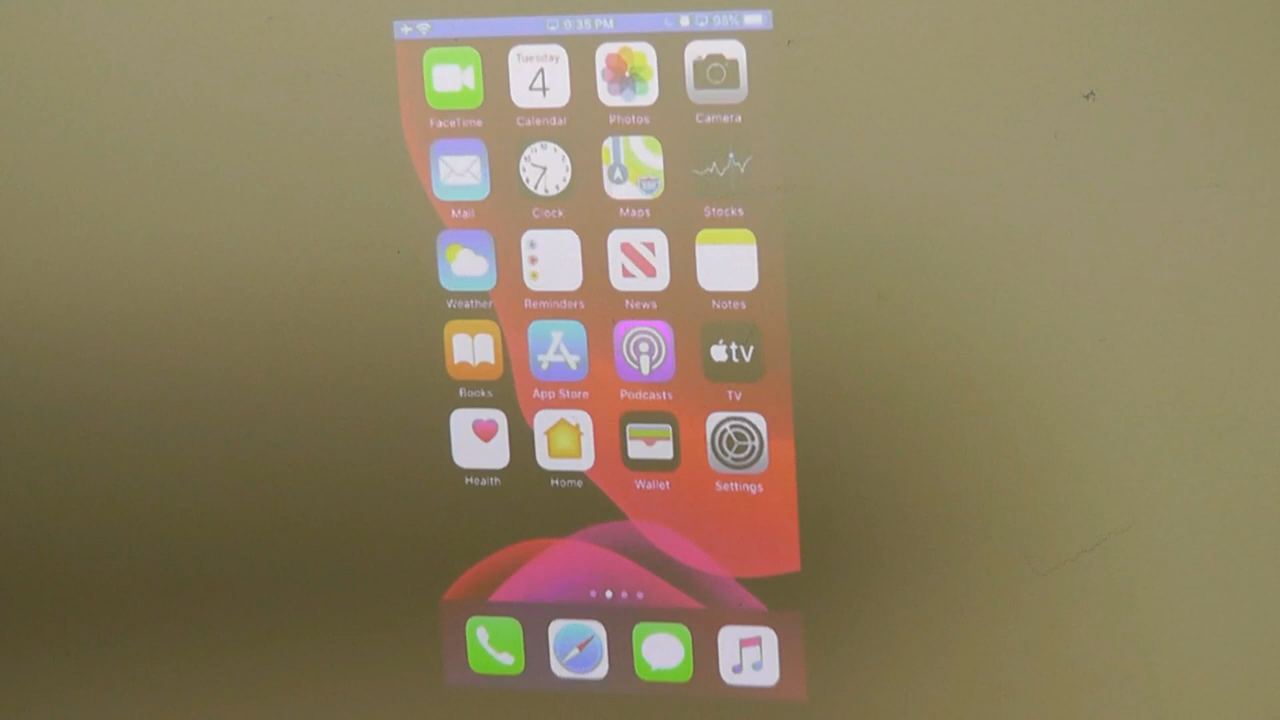 9:35 PM 98%
Tuesday
4
FaceTime Calendar Photos Camera
Mail Clock Maps Stocks
Weather Reminders News Notes
tv
Books App Store Podcasts TV
Health Home Wallet Settings